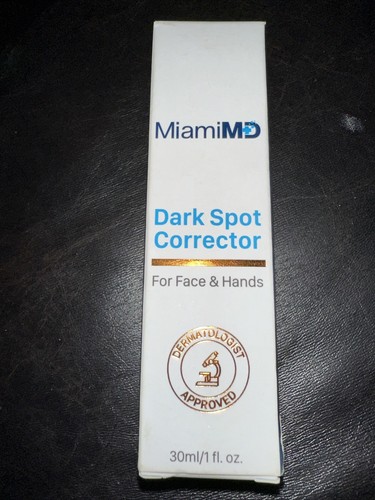 MiamiMD
Dark Spot
Corrector
For Face & Hands
DERMATOLOGIST
APPROVED
30ml/1 fl. oz.